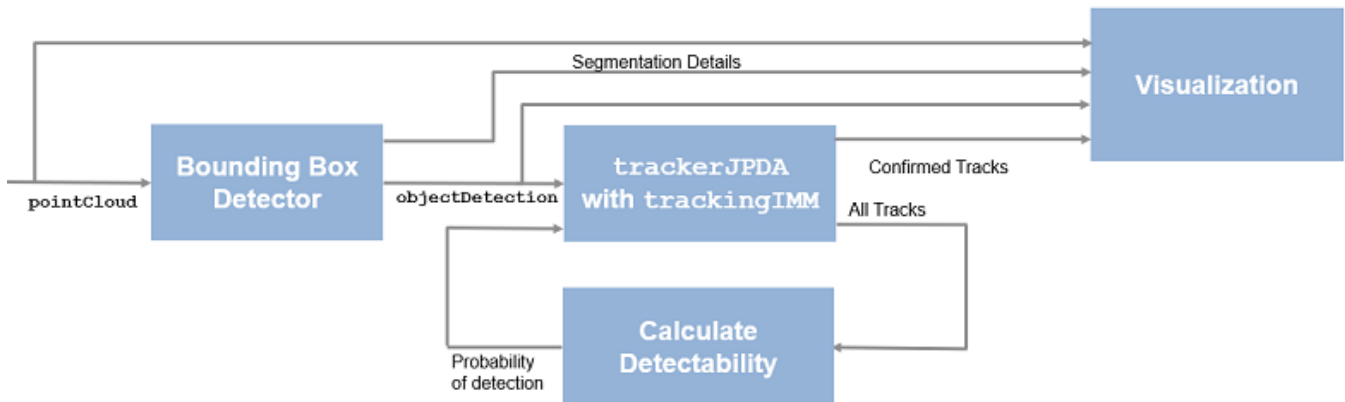 Segmentation Details
Visualization
Bounding Box
Detector
pointCloud
objectDetection
trackerJPDA
with trackingIMM
Confirmed Tracks
All Tracks
Calculate
Detectability
Probability
of detection